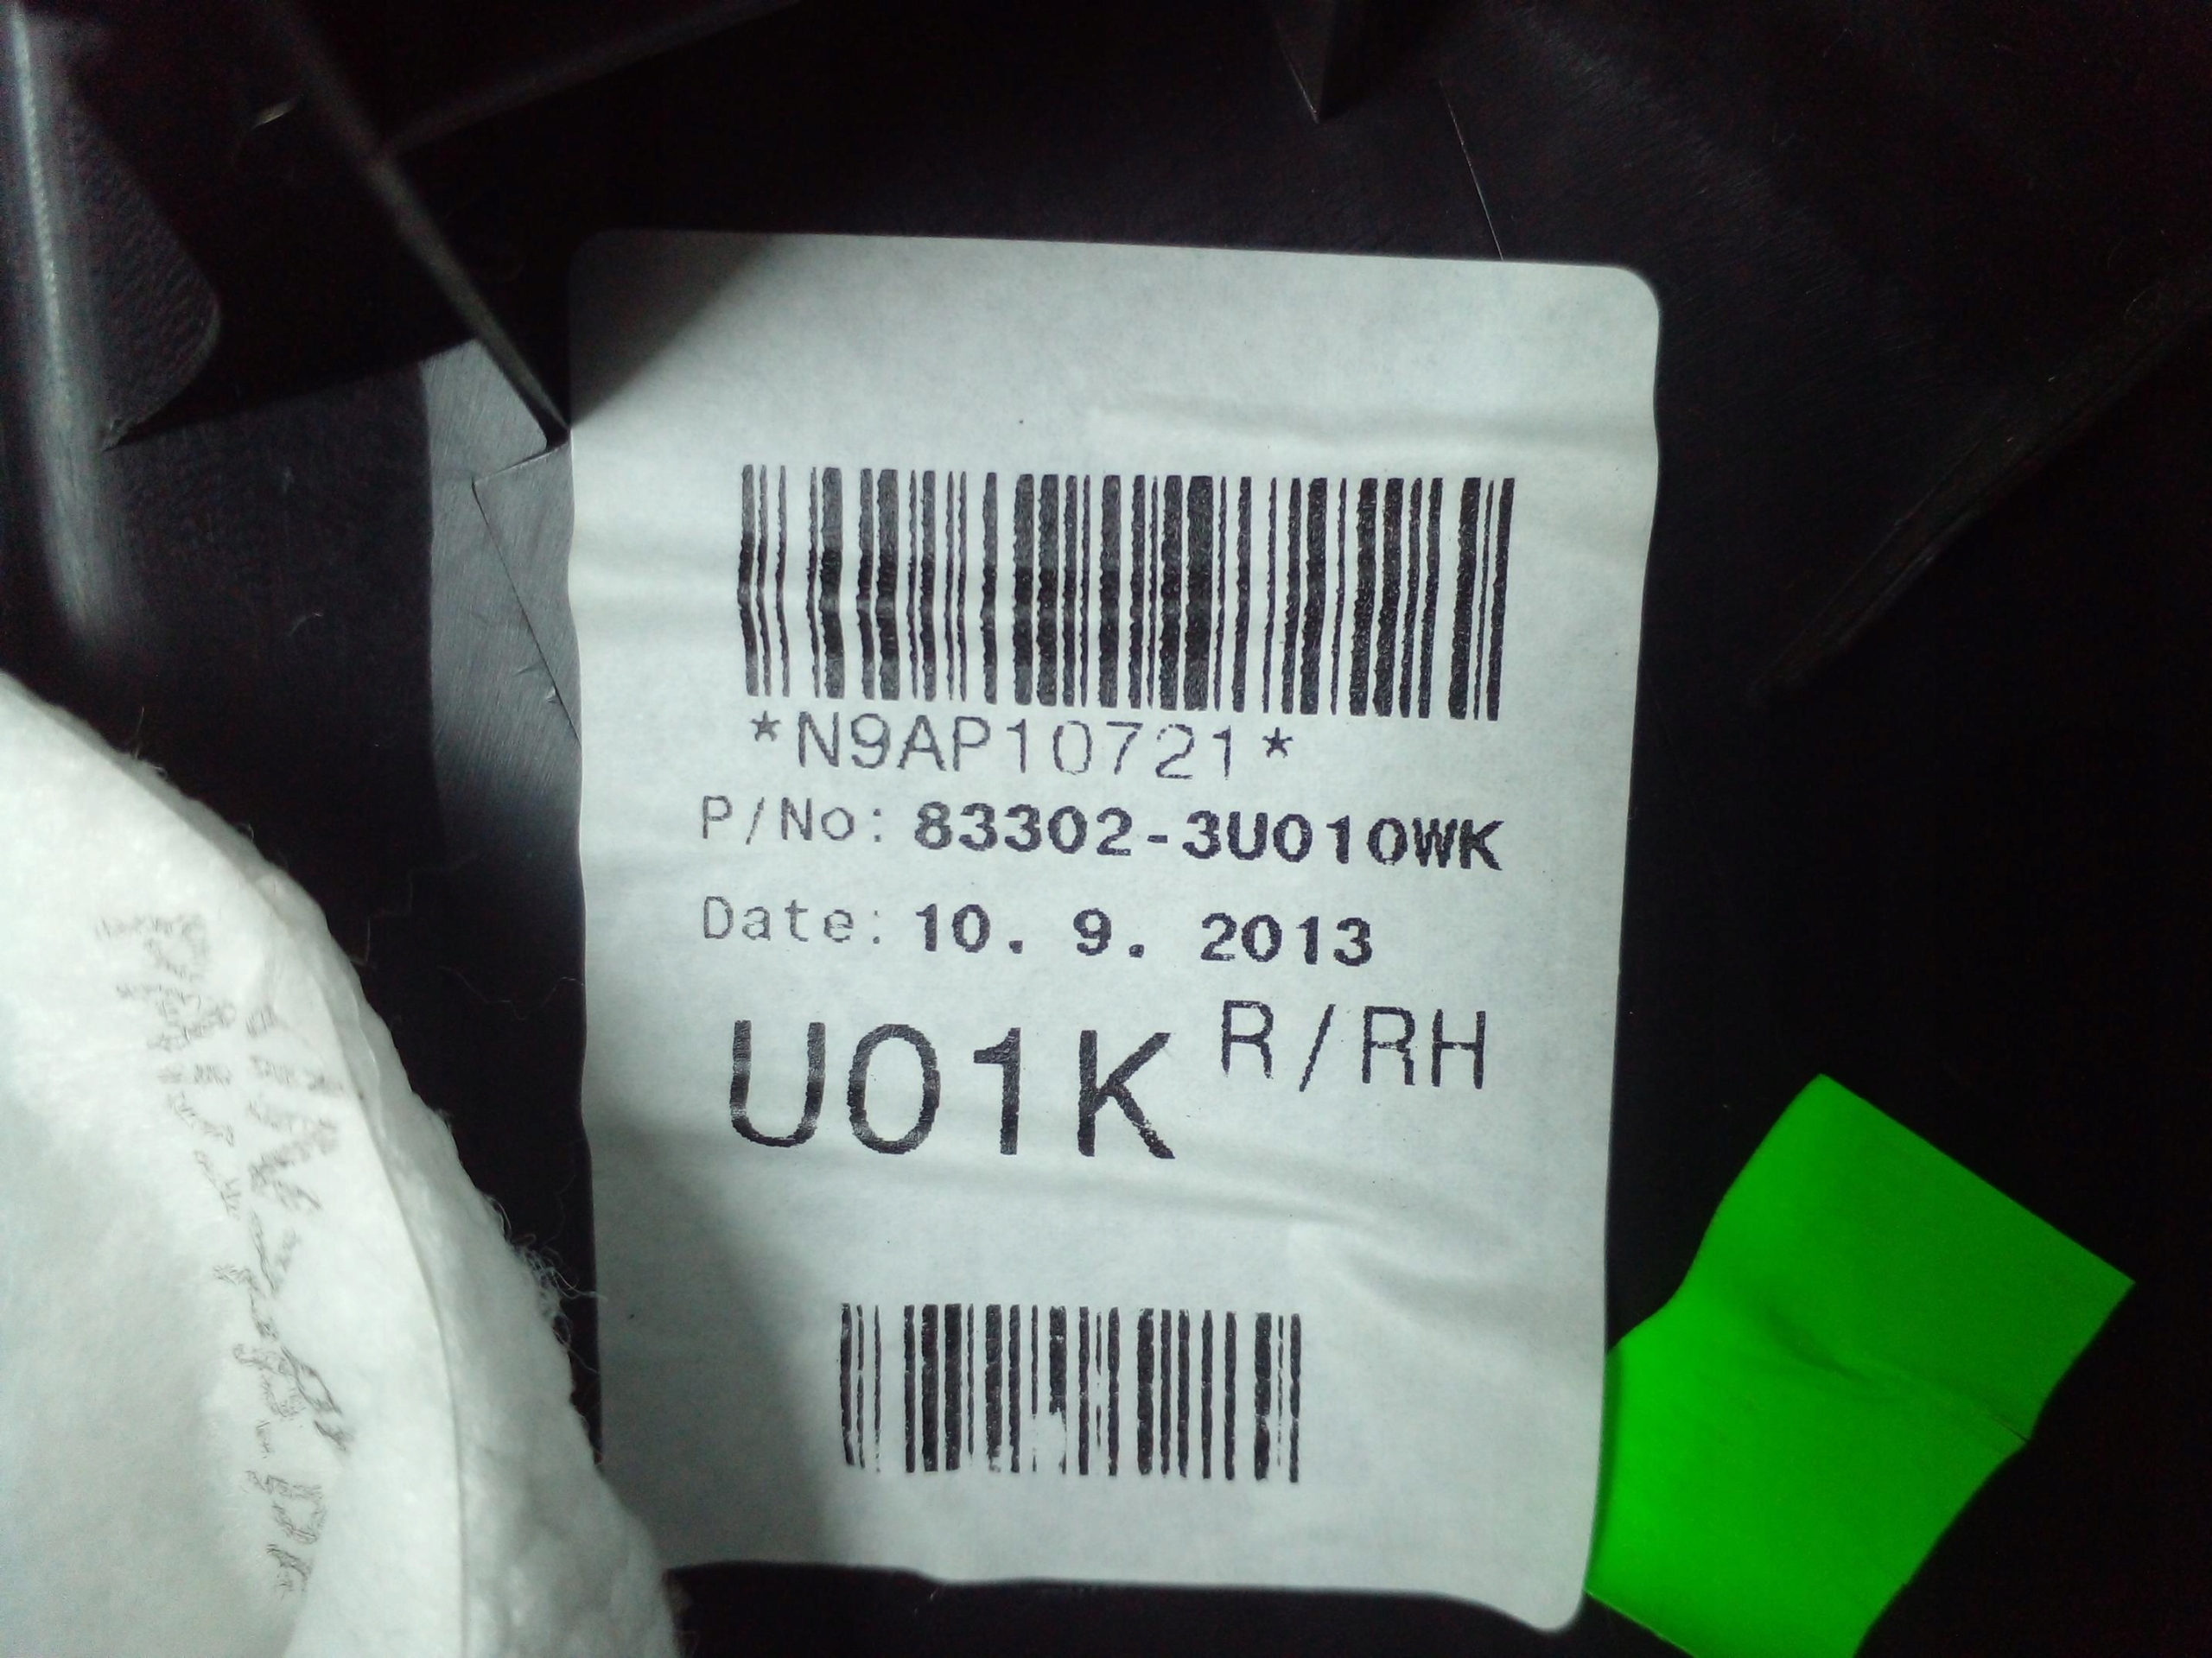 *N9AP10721*
P/No: 83302-3U010WK
Date: 10. 9. 2013
U01K R/RH